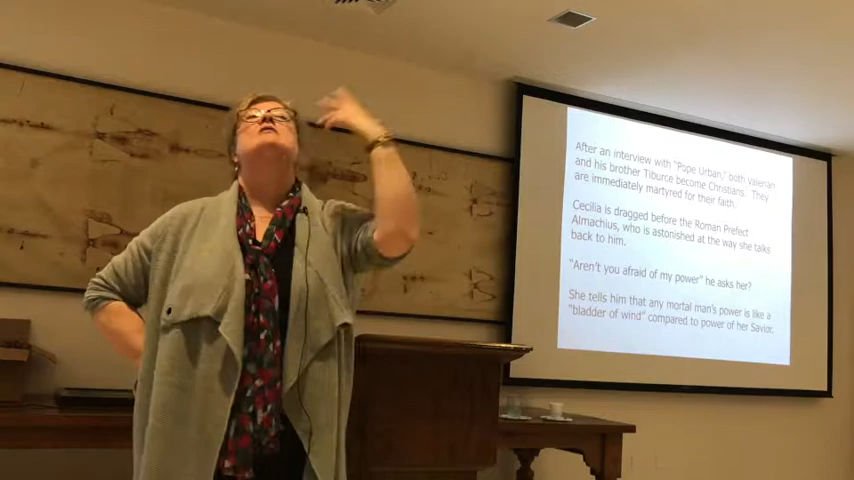 After an interview with "Pope Urban," both Valerian
and his brother Tiburce become Christians. They
are immediately martyred for their faith.
Cecilia is dragged before the Roman Prefect
Almachius, who is astonished at the way she talks
back to him.
"Aren't you afraid of my power?" he asks her.
She tells him that any mortal man's power is like a
"bladder of wind" compared to the power of her Savior.